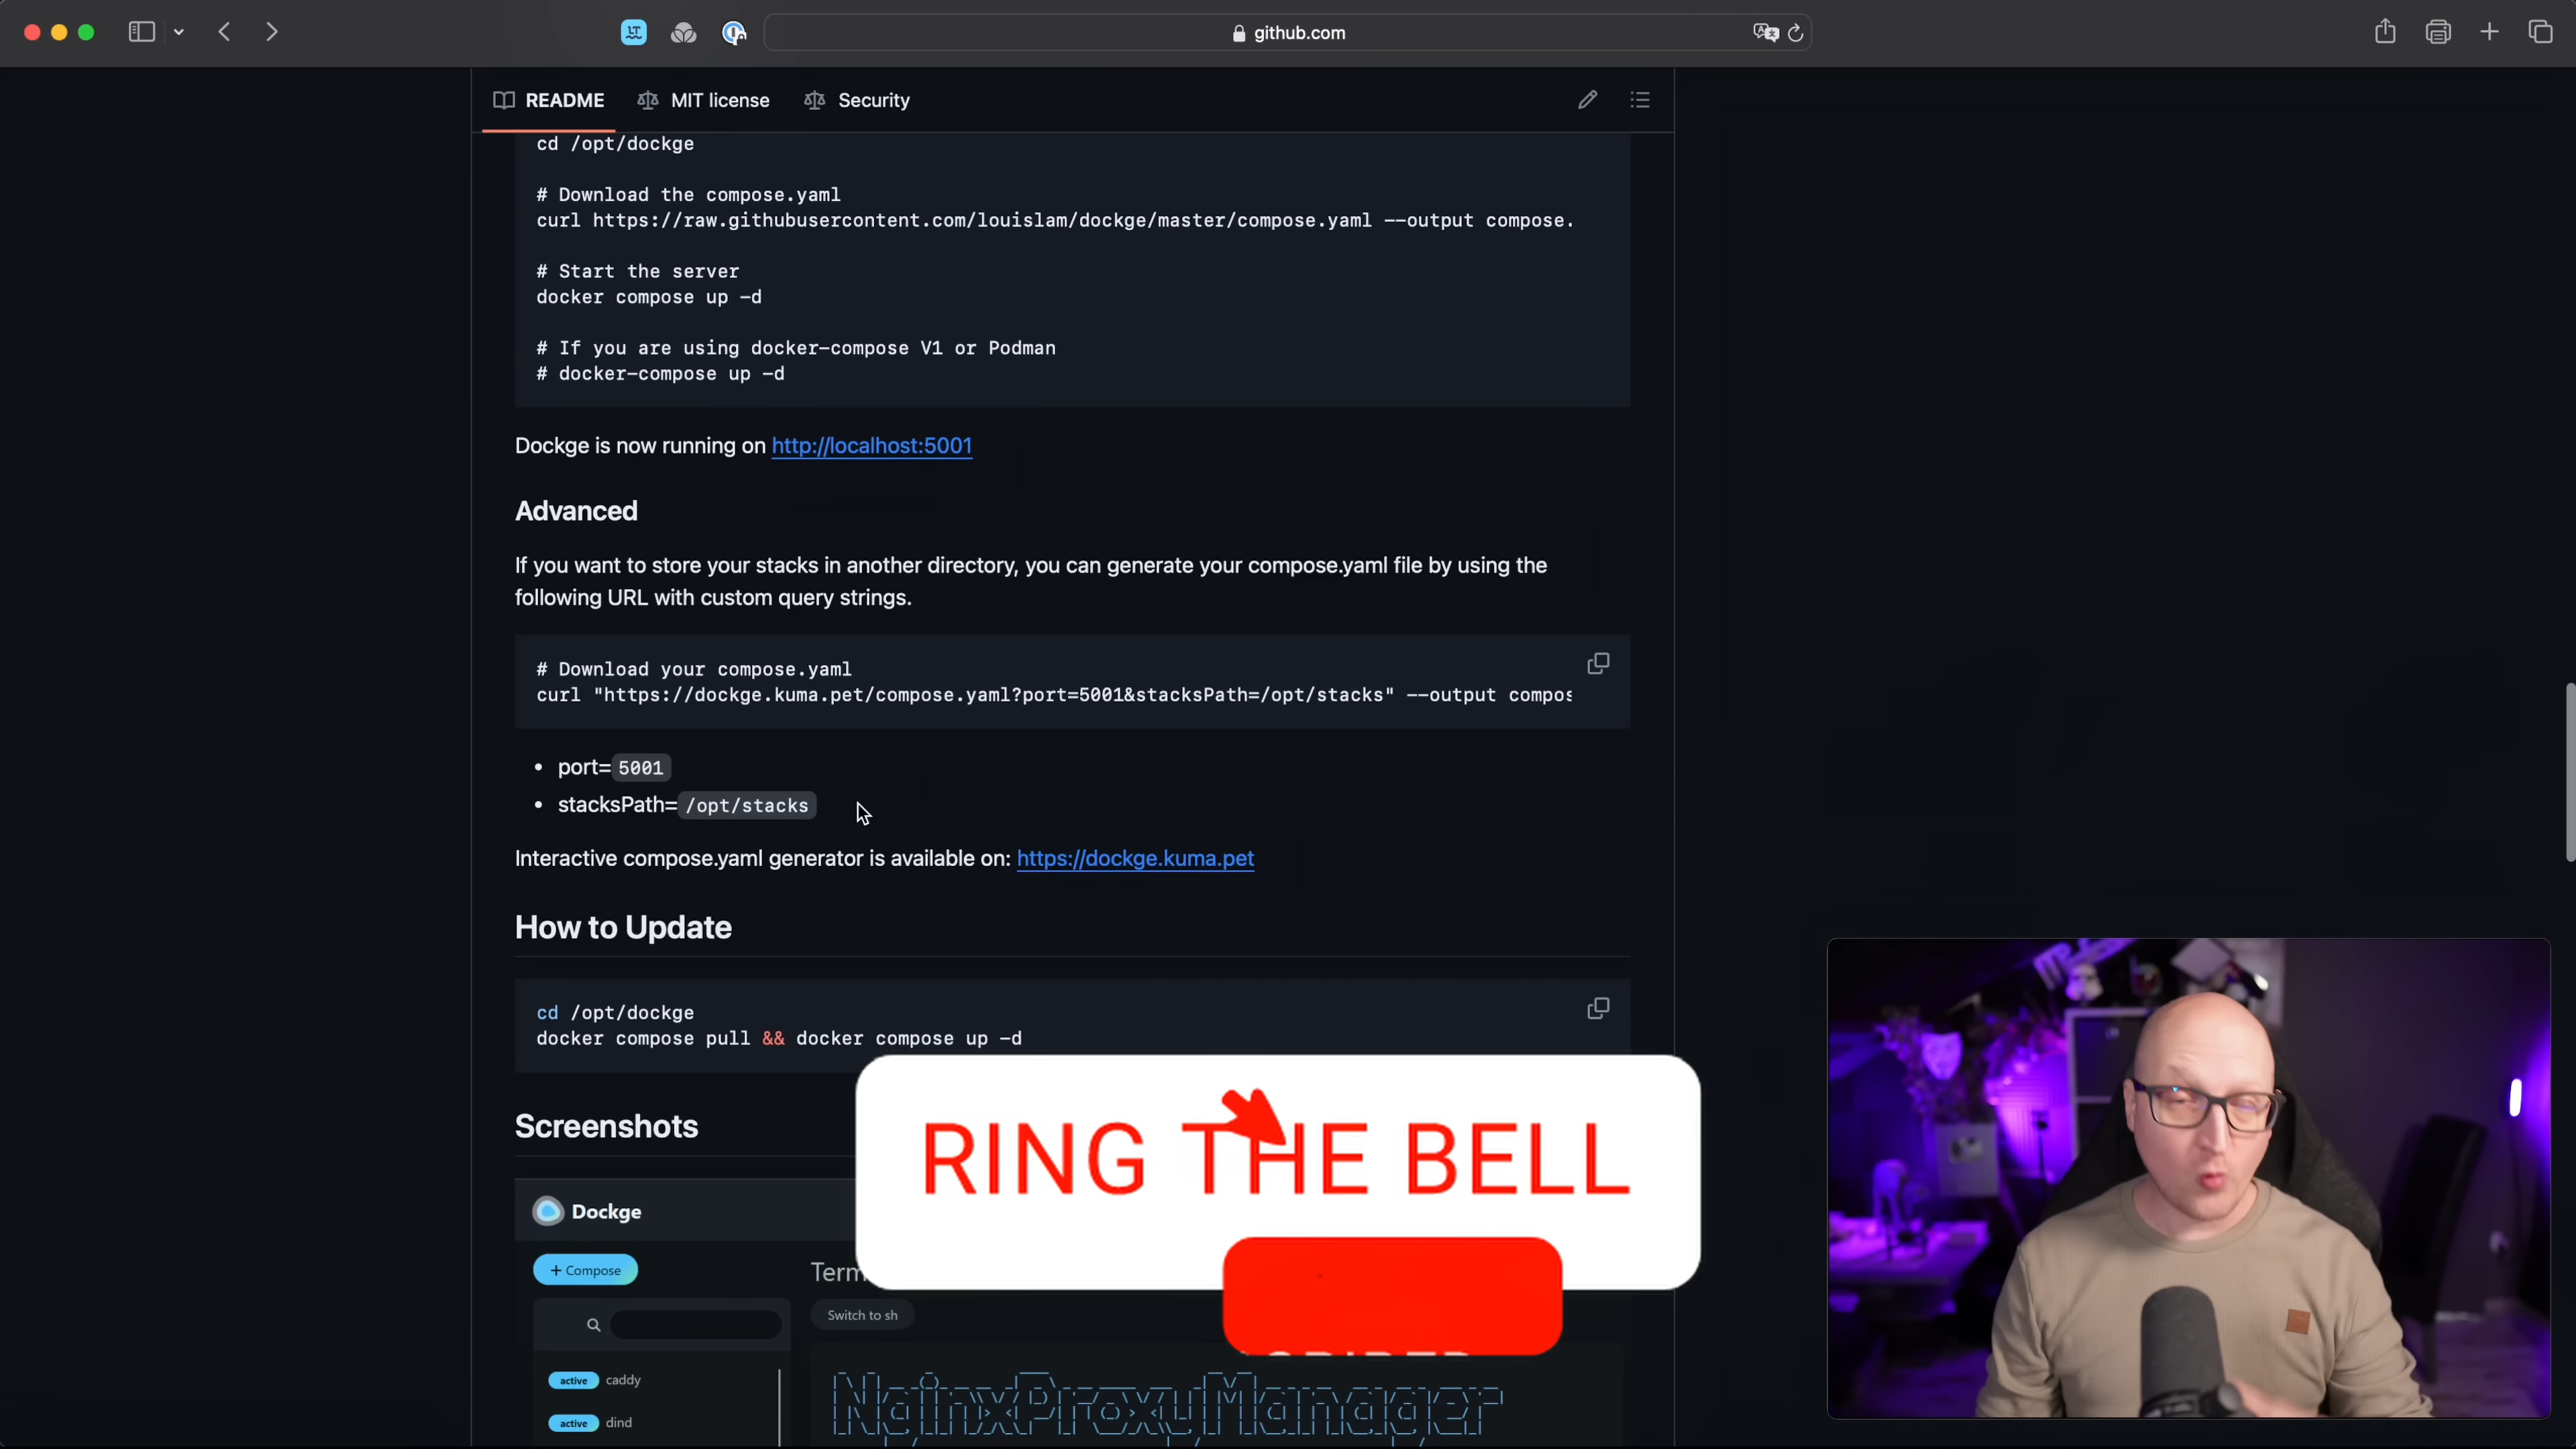 github.com
README
MIT license
Security
cd /opt/dockge
# Download the compose.yaml
curl https://raw.githubusercontent.com/louislam/dockge/master/compose.yaml --output compose.
# Start the server
docker compose up -d
# If you are using docker-compose V1 or Podman
# docker-compose up -d
Dockge is now running on http://localhost:5001
Advanced
If you want to store your stacks in another directory, you can generate your compose.yaml file by using the
following URL with custom query strings.
# Download your compose.yaml
curl "https://dockge.kuma.pet/compose.yaml?port=5001&stacksPath=/opt/stacks" --output compos
• port= 5001
• stacksPath= /opt/stacks
Interactive compose.yaml generator is available on: https://dockge.kuma.pet
How to Update
cd /opt/dockge
docker compose pull && docker compose up -d
Screenshots
RING THE BELL
Dockge
+ Compose
Term
Switch to sh
active caddy
active dind
NginxProxyManager